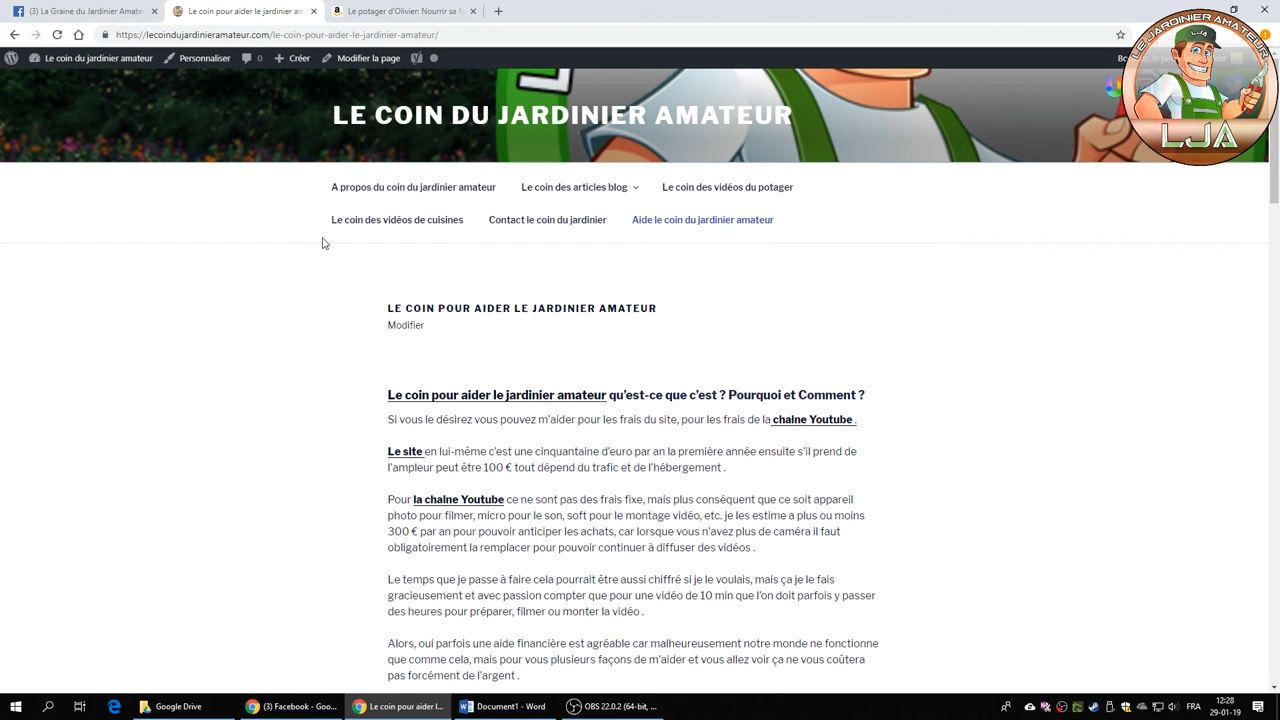 (3) La Graine du Jardinier Amateu
Le coin pour aider le jardinier am
Le potager d'Olivier: Nourrir sa f
https://lecoindujardinieramateur.com/le-coin-pour-aider-le-jardinier-amateur/
Le coin du jardinier amateur
Personnaliser
0
Créer
Modifier la page
LE JARDINIER AMATEUR
LJA
LJA
LE COIN DU JARDINIER AMATEUR
A propos du coin du jardinier amateur
Le coin des articles blog
Le coin des vidéos du potager
Le coin des vidéos de cuisines
Contact le coin du jardinier
Aide le coin du jardinier amateur
LE COIN POUR AIDER LE JARDINIER AMATEUR
Modifier
Le coin pour aider le jardinier amateur qu'est-ce que c'est ? Pourquoi et Comment ?
Si vous le désirez vous pouvez m'aider pour les frais du site, pour les frais de la chaine Youtube .
Le site en lui-même c'est une cinquantaine d'euro par an la première année ensuite s'il prend de
l'ampleur peut être 100 € tout dépend du trafic et de l'hébergement .
Pour la chaine Youtube ce ne sont pas des frais fixe, mais plus conséquent que ce soit appareil
photo pour filmer, micro pour le son, soft pour le montage vidéo, etc. je les estime a plus ou moins
300 € par an pour pouvoir anticiper les achats, car lorsque vous n'avez plus de caméra il faut
obligatoirement la remplacer pour pouvoir continuer à diffuser des vidéos .
Le temps que je passe à faire cela pourrait être aussi chiffré si je le voulais, mais ça je le fais
gracieusement et avec passion compter que pour une vidéo de 10 min que l'on doit parfois y passer
des heures pour préparer, filmer ou monter la vidéo .
Alors, oui parfois une aide financière est agréable car malheureusement notre monde ne fonctionne
que comme cela, mais pour vous plusieurs façons de m'aider et vous allez voir ça ne vous coûtera
pas forcément de l'argent .
Google Drive
(3) Facebook - Goo...
Le coin pour aider l...
Document1 - Word
OBS 22.0.2 (64-bit, ...
FRA
12:28
29-01-19